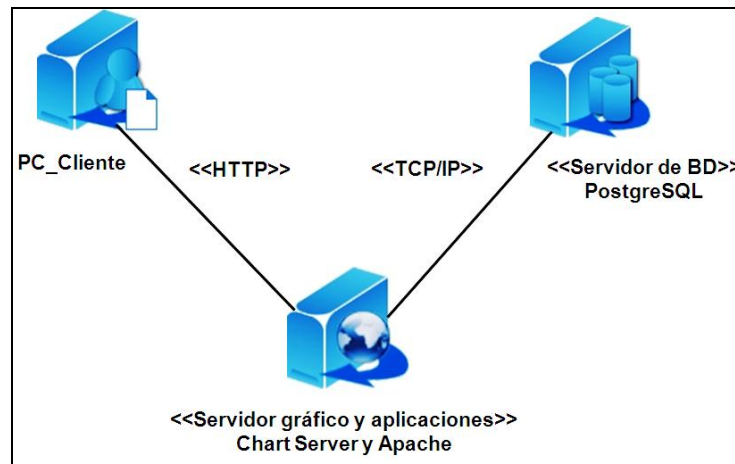 PC_Cliente
<<HTTP>>
<<TCP/IP>>
<<Servidor de BD>>
PostgreSQL
<<Servidor gráfico y aplicaciones>>
Chart Server y Apache